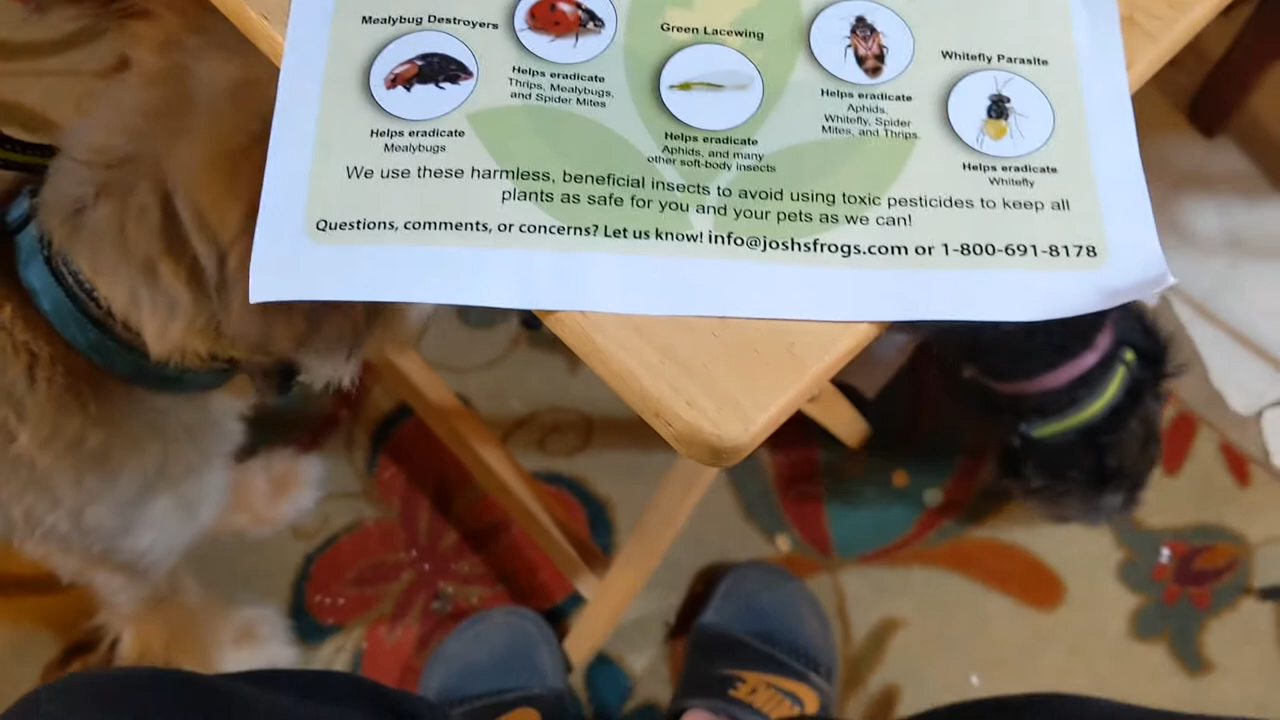 Mealybug Destroyers
Helps eradicate
Mealybugs
Helps eradicate
Thrips, Mealybugs,
and Spider Mites
Green Lacewing
Helps eradicate
Aphids, and many
other soft-body insects
Helps eradicate
Aphids,
Whitefly, Spider
Mites, and Thrips.
Whitefly Parasite
Helps eradicate
Whitefly
We use these harmless, beneficial insects to avoid using toxic pesticides to keep all
plants as safe for you and your pets as we can!
Questions, comments, or concerns? Let us know! info@joshsfrogs.com or 1-800-691-8178
NIKE